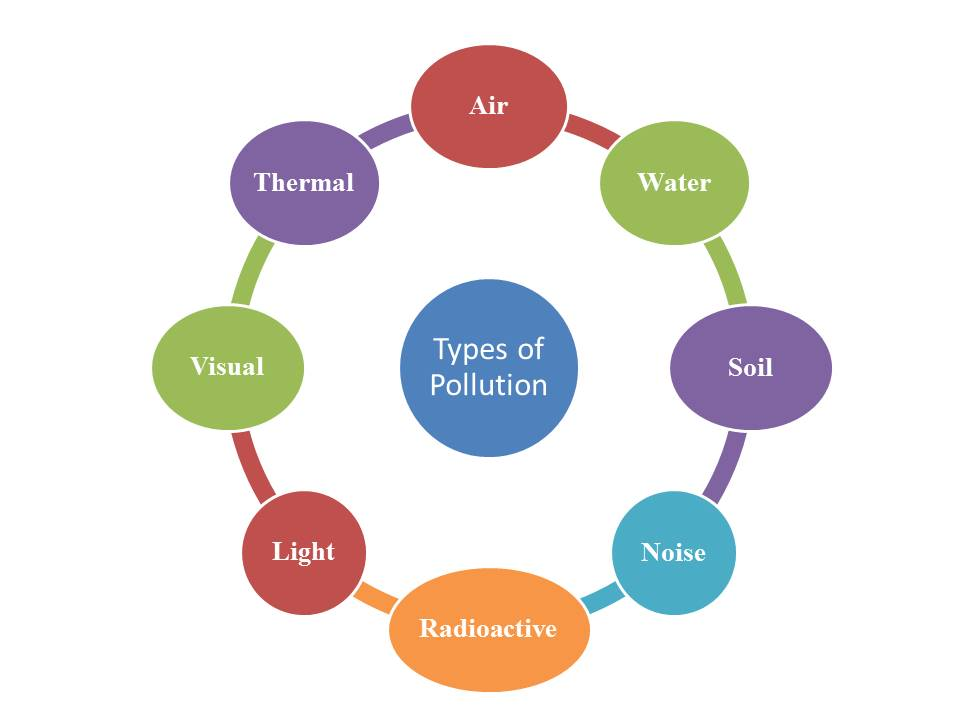 Air
Water
Soil
Noise
Radioactive
Light
Visual
Thermal
Types of
Pollution